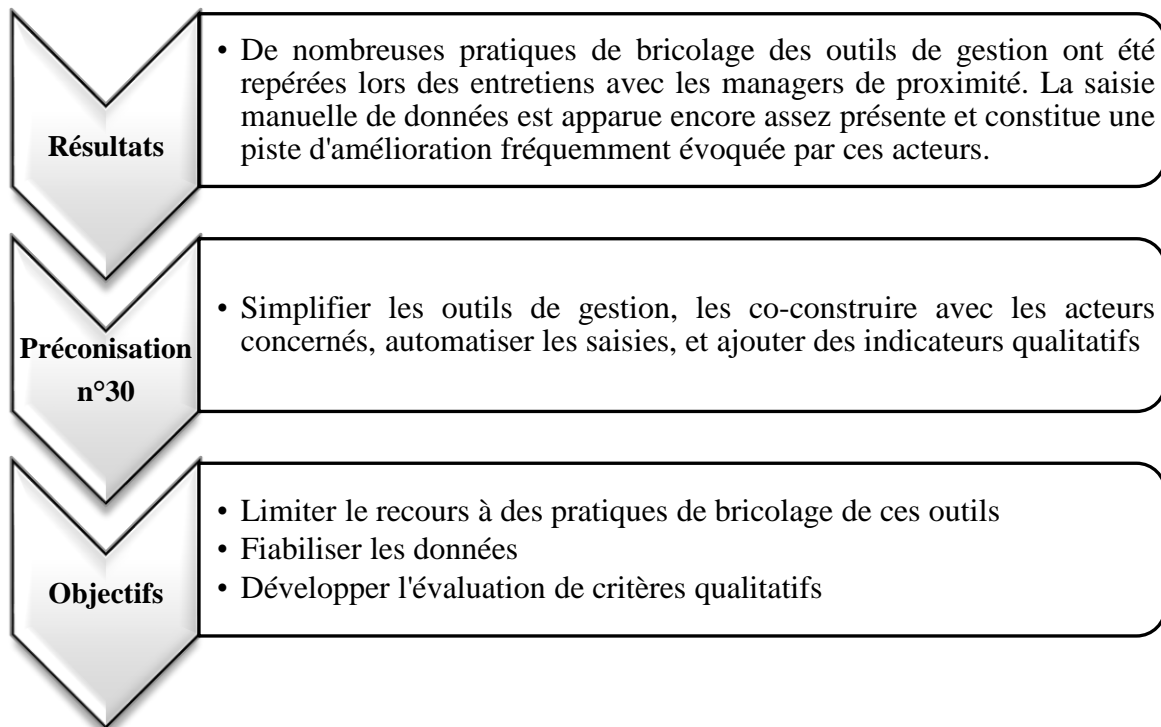 Résultats
• De nombreuses pratiques de bricolage des outils de gestion ont été
repérées lors des entretiens avec les managers de proximité. La saisie
manuelle de données est apparue encore assez présente et constitue une
piste d'amélioration fréquemment évoquée par ces acteurs.
Préconisation
n°30
• Simplifier les outils de gestion, les co-construire avec les acteurs
concernés, automatiser les saisies, et ajouter des indicateurs qualitatifs
Objectifs
• Limiter le recours à des pratiques de bricolage de ces outils
• Fiabiliser les données
• Développer l'évaluation de critères qualitatifs